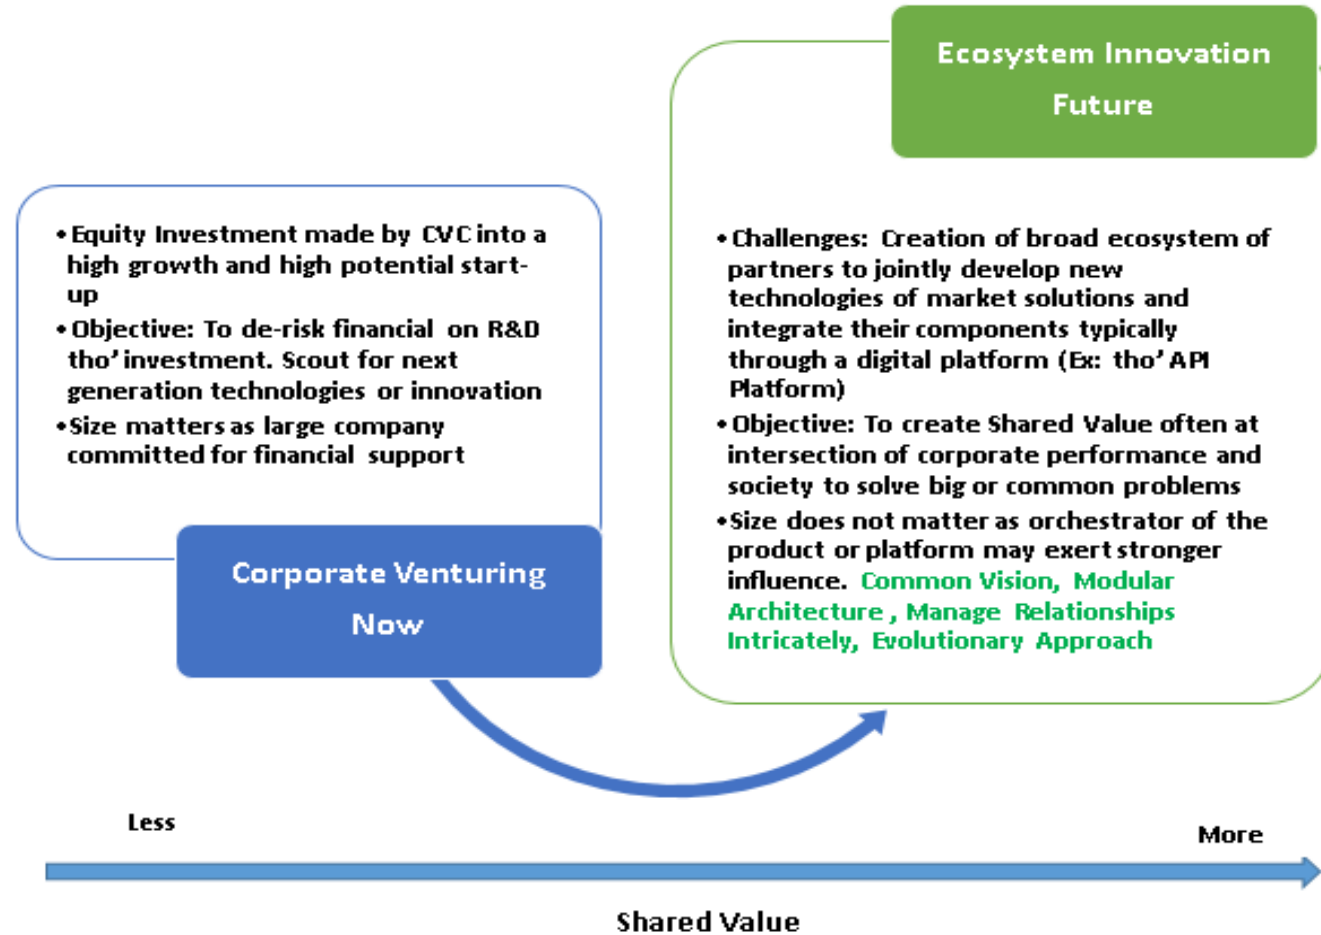 Ecosystem Innovation
Future
• Equity Investment made by CVC into a
high growth and high potential start-
up
• Objective: To de-risk financial on R&D
tho' investment. Scout for next
generation technologies or innovation
• Size matters as large company
committed for financial support
Corporate Venturing
Now
• Challenges: Creation of broad ecosystem of
partners to jointly develop new
technologies of market solutions and
integrate their components typically
through a digital platform (Ex: tho' API
Platform)
• Objective: To create Shared Value often at
intersection of corporate performance and
society to solve big or common problems
• Size does not matter as orchestrator of the
product or platform may exert stronger
influence. Common Vision, Modular
Architecture , Manage Relationships
Intricately, Evolutionary Approach
Less
More
Shared Value